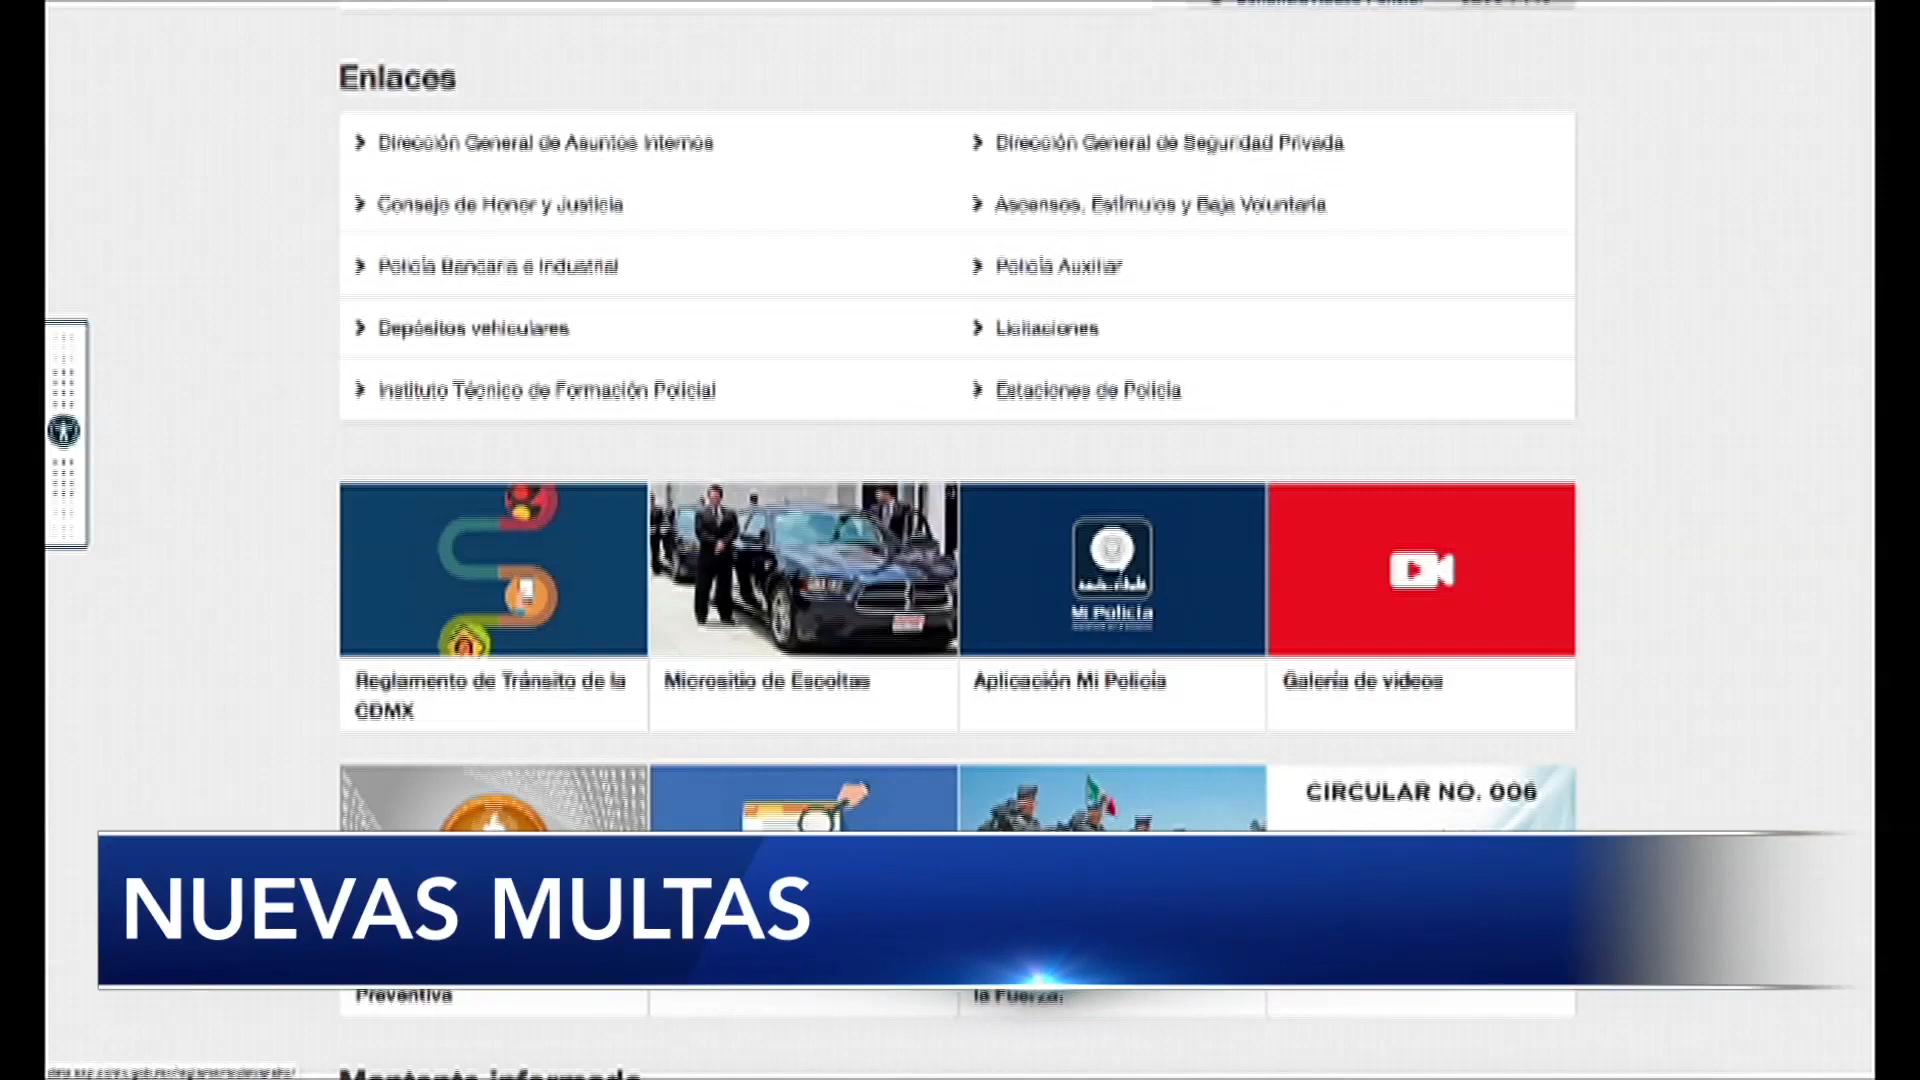 Enlaces
Dirección General de Asuntos Internos
Dirección General de Seguridad Privada
Consejo de Honor y Justicia
Ascensos, Estímulos y Baja Voluntaria
Policía Bancaria e Industrial
Policía Auxiliar
Depósitos vehiculares
Licitaciones
Instituto Técnico de Formación Policial
Estaciones de Policía
Mi Policía
Reglamento de Tránsito de la
CDMX
Micrositio de Escoltas
Aplicación Mi Policía
Galería de videos
CIRCULAR NO. 006
NUEVAS MULTAS
Preventiva
la Fuerza.